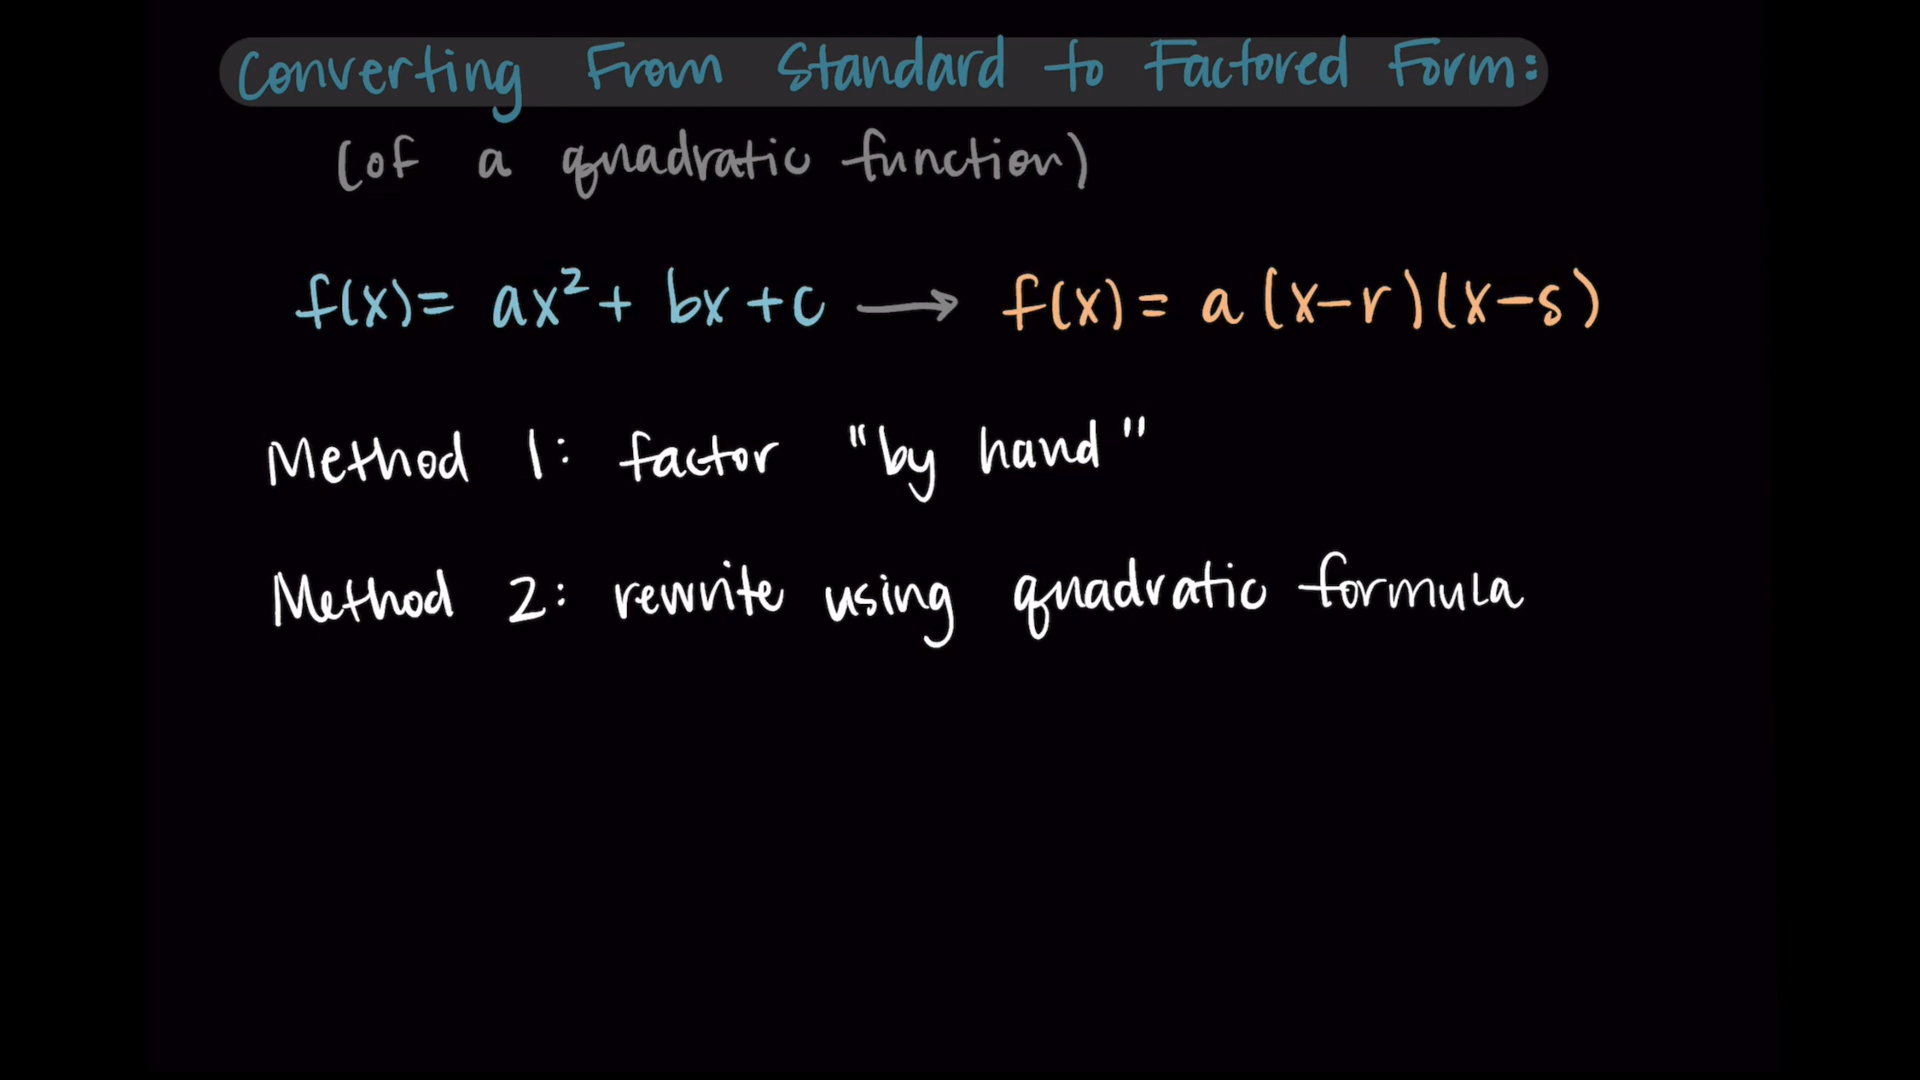 Converting From Standard to Factored Form:
(of a quadratic function)
f(x)= ax² + bx + c → f(x) = a (x-r)(x-s)
Method 1: factor "by hand"
Method 2: rewrite using quadratic formula